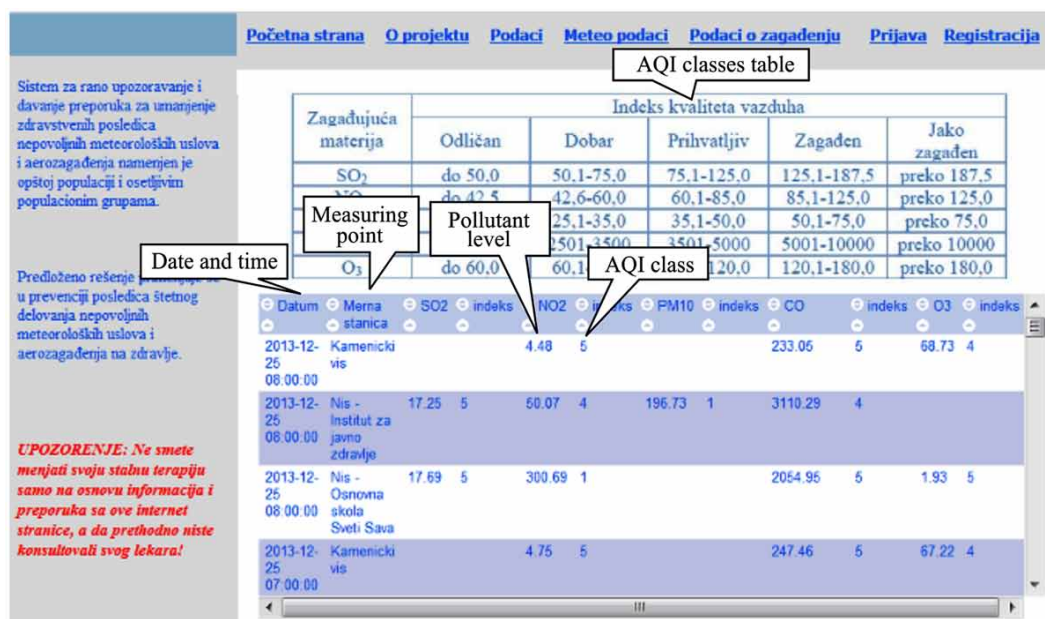 Početna strana O projektu Podaci Meteo podaci Podaci o zagađenju Prijava Registracija
Sistem za rano upozoravanje i
davanje preporuka za umanjenje
zdravstvenih posledica
nepovoljnih meteoroloških uslova
i aerozagađenja namenjen je
opštoj populaciji i osetljivim
populacionim grupama.
Predloženo rešenje
u prevenciji posledica štetnog
delovanja nepovoljnih
meteoroloških uslova i
aerozagađenja na zdravlje.
UPOZORENJE: Ne smete
menjati svoju stalnu terapiju
samo na osnovu informacija i
preporuka sa ove internet
stranice, a da prethodno niste
konsultovali svog lekara!
AQI classes table
Zagađujuća materija Indeks kvaliteta vazduha
Odličan Dobar Prihvatljiv Zagađen Jako zagađen
SO2 do 50,0 50,1-75,0 75,1-125,0 125,1-187,5 preko 187,5
do 42,5 42,6-60,0 60,1-85,0 85,1-125,0 preko 125,0
25,1-35,0 35,1-50,0 50,1-75,0 preko 75,0
2501-3500 3501-5000 5001-10000 preko 10000
O3 do 60,0 120,0 120,1-180,0 preko 180,0
Measuring
point
Pollutant
level
Date and time
AQI class
Datum Merna stanica SO2 indeks NO2 indeks PM10 indeks CO indeks O3 indeks
2013-12- Kamenicki 4.48 5 233.05 5 68.73 4
25 vis
08:00:00
2013-12- Nis - 17.25 5 50.07 4 196.73 1 3110.29 4
25 Institut za
08:00:00 javno
zdravlje
2013-12- Nis - 17.69 5 300.69 1 2054.95 5 1.93 5
25 Osnovna
08:00:00 skola
Sveti Sava
2013-12- Kamenicki 4.75 5 247.46 5 67.22 4
25 vis
07:00:00